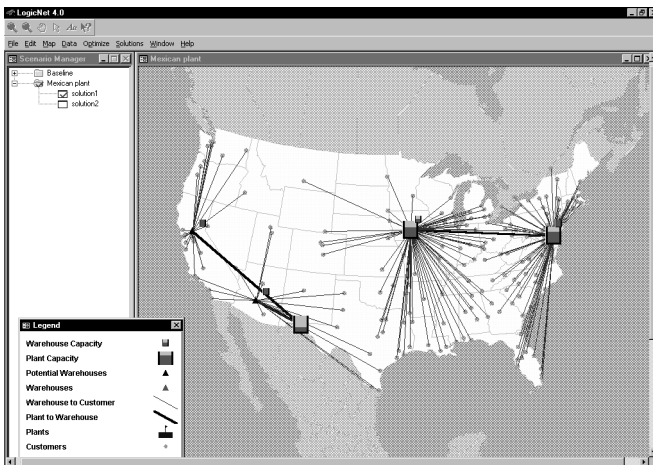 LogicNet 4.0
Au
File Edit Map Data Optimize Solutions Window Help
Scenario Manager
Baseline
Mexican plant
solution1
solution2
Mexican plant
Legend
Warehouse Capacity
Plant Capacity
Potential Warehouses
Warehouses
Warehouse to Customer
Plant to Warehouse
Plants
Customers